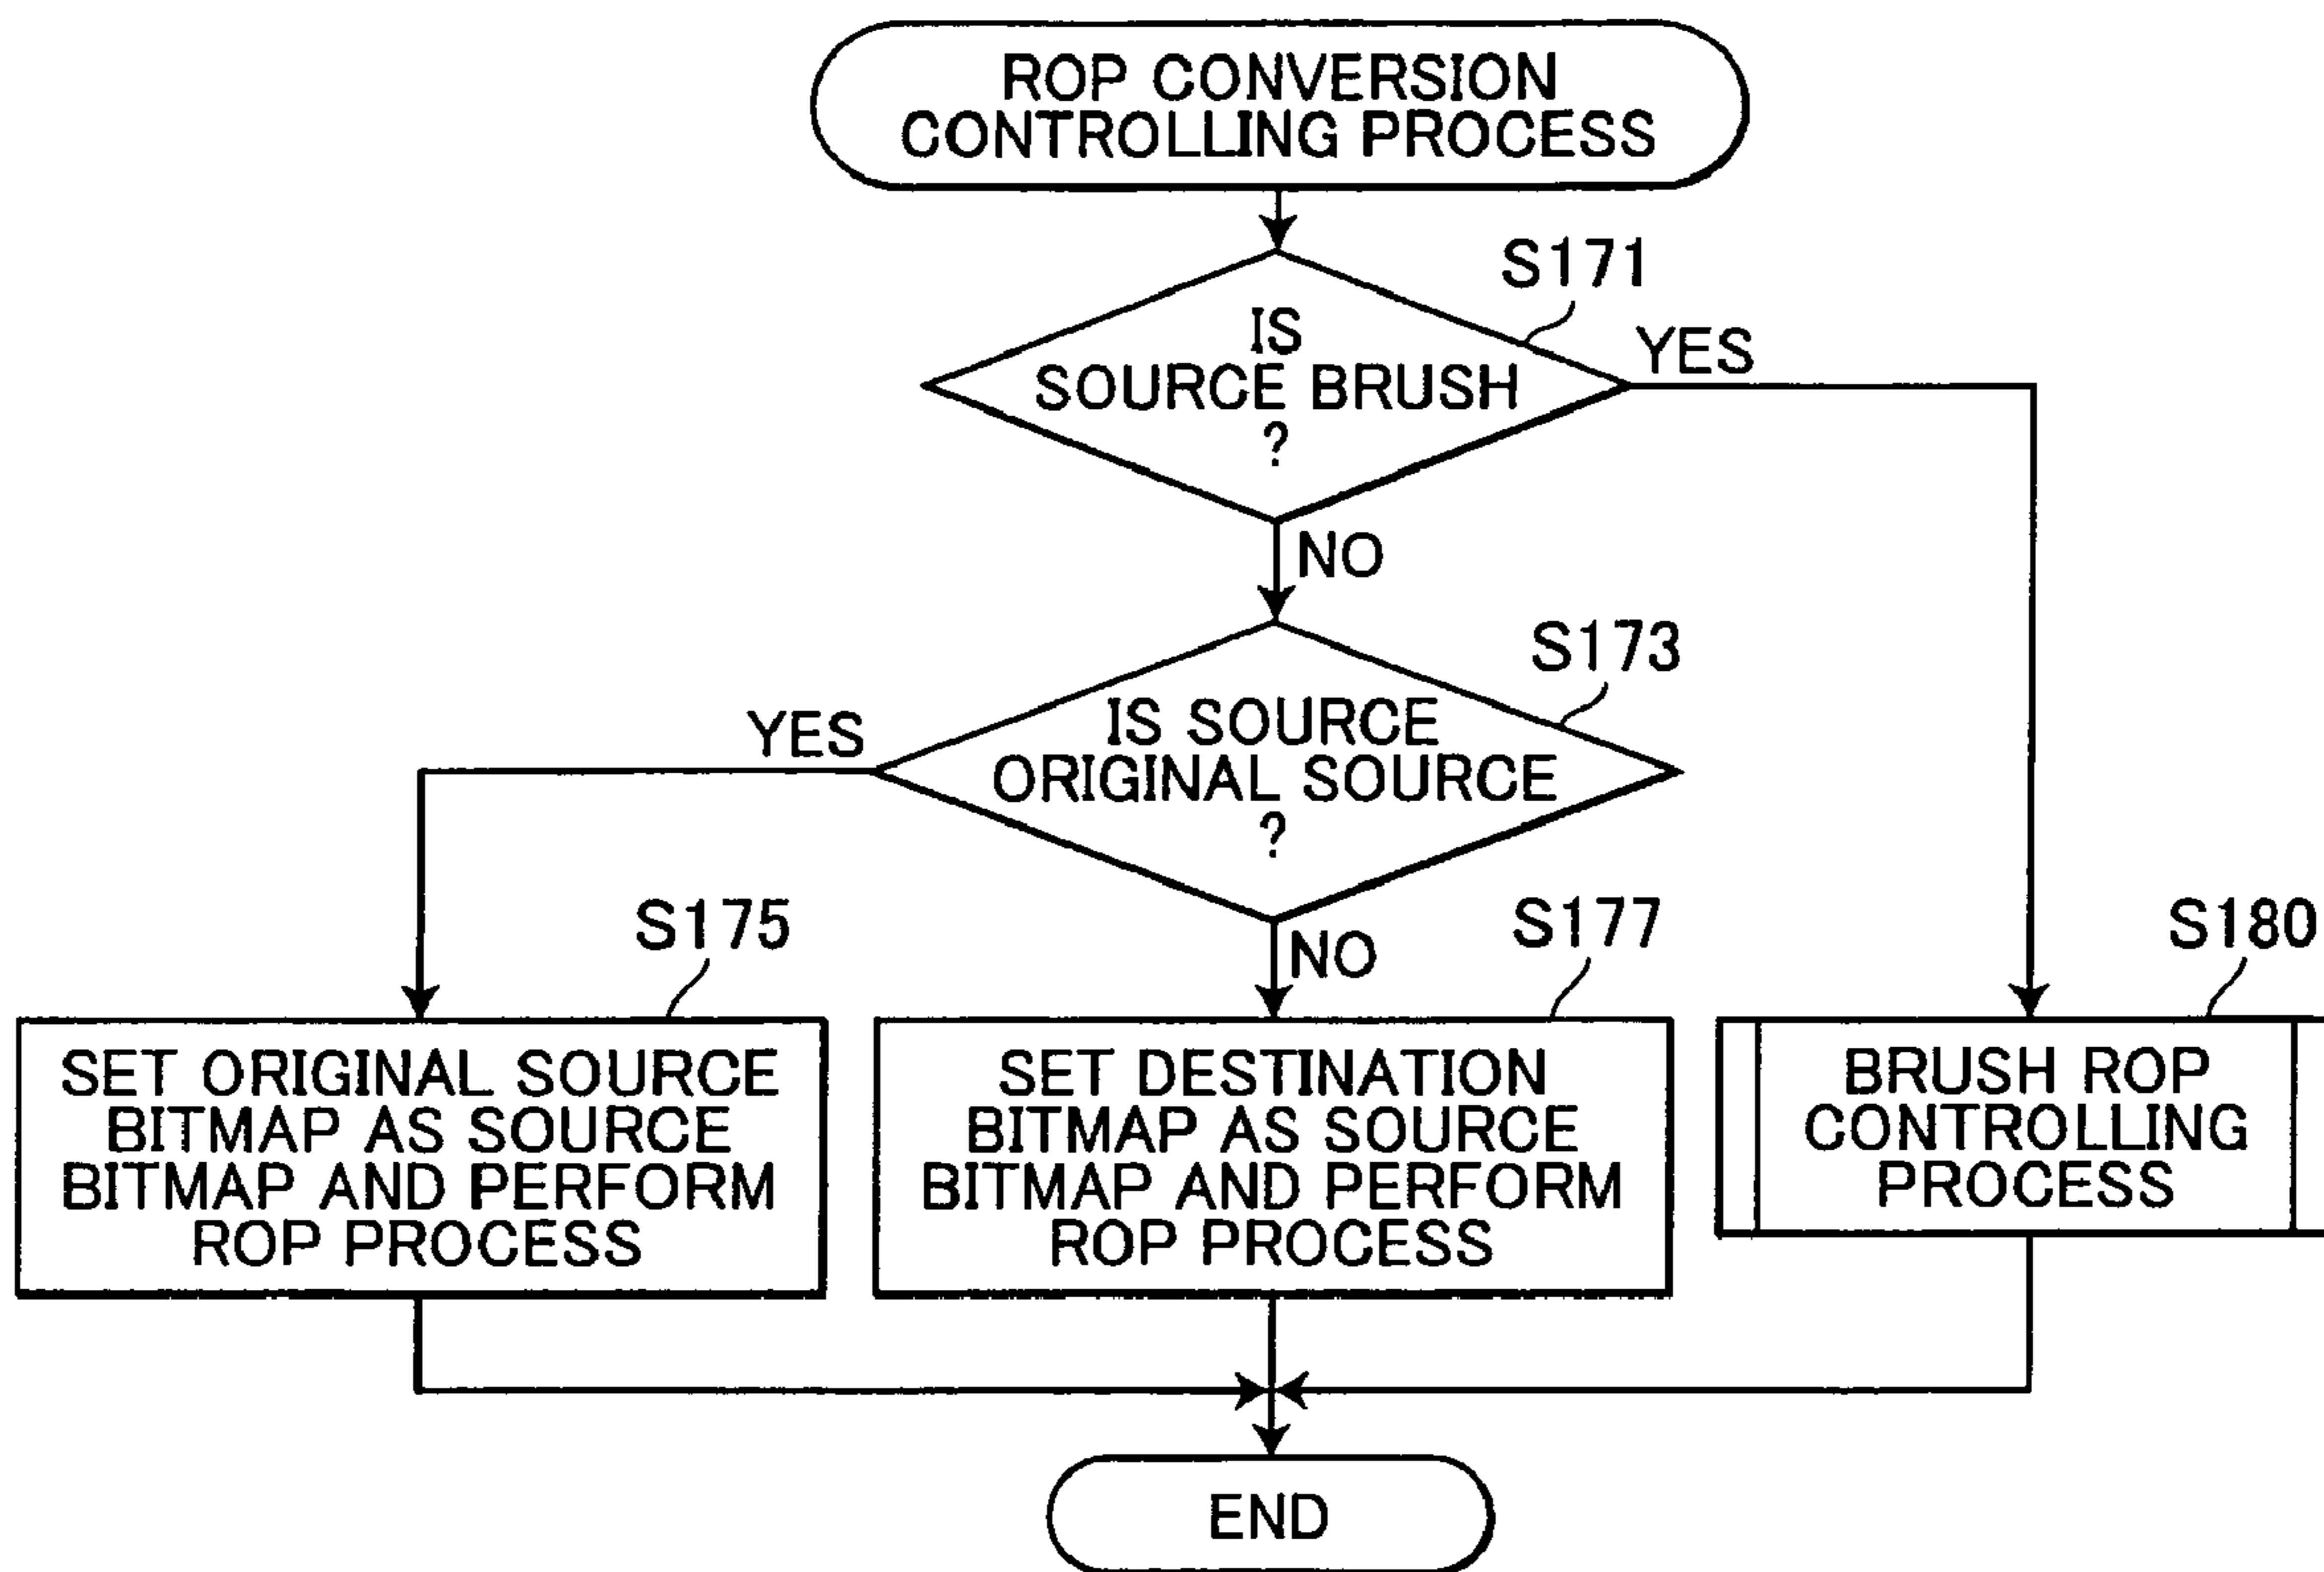 ROP CONVERSION
CONTROLLING PROCESS
S171
IS
SOURCE BRUSH
?
YES
NO
S173
IS SOURCE
ORIGINAL SOURCE
?
YES
NO
S175
SET ORIGINAL SOURCE
BITMAP AS SOURCE
BITMAP AND PERFORM
ROP PROCESS
S177
SET DESTINATION
BITMAP AS SOURCE
BITMAP AND PERFORM
ROP PROCESS
S180
BRUSH ROP
CONTROLLING
PROCESS
END